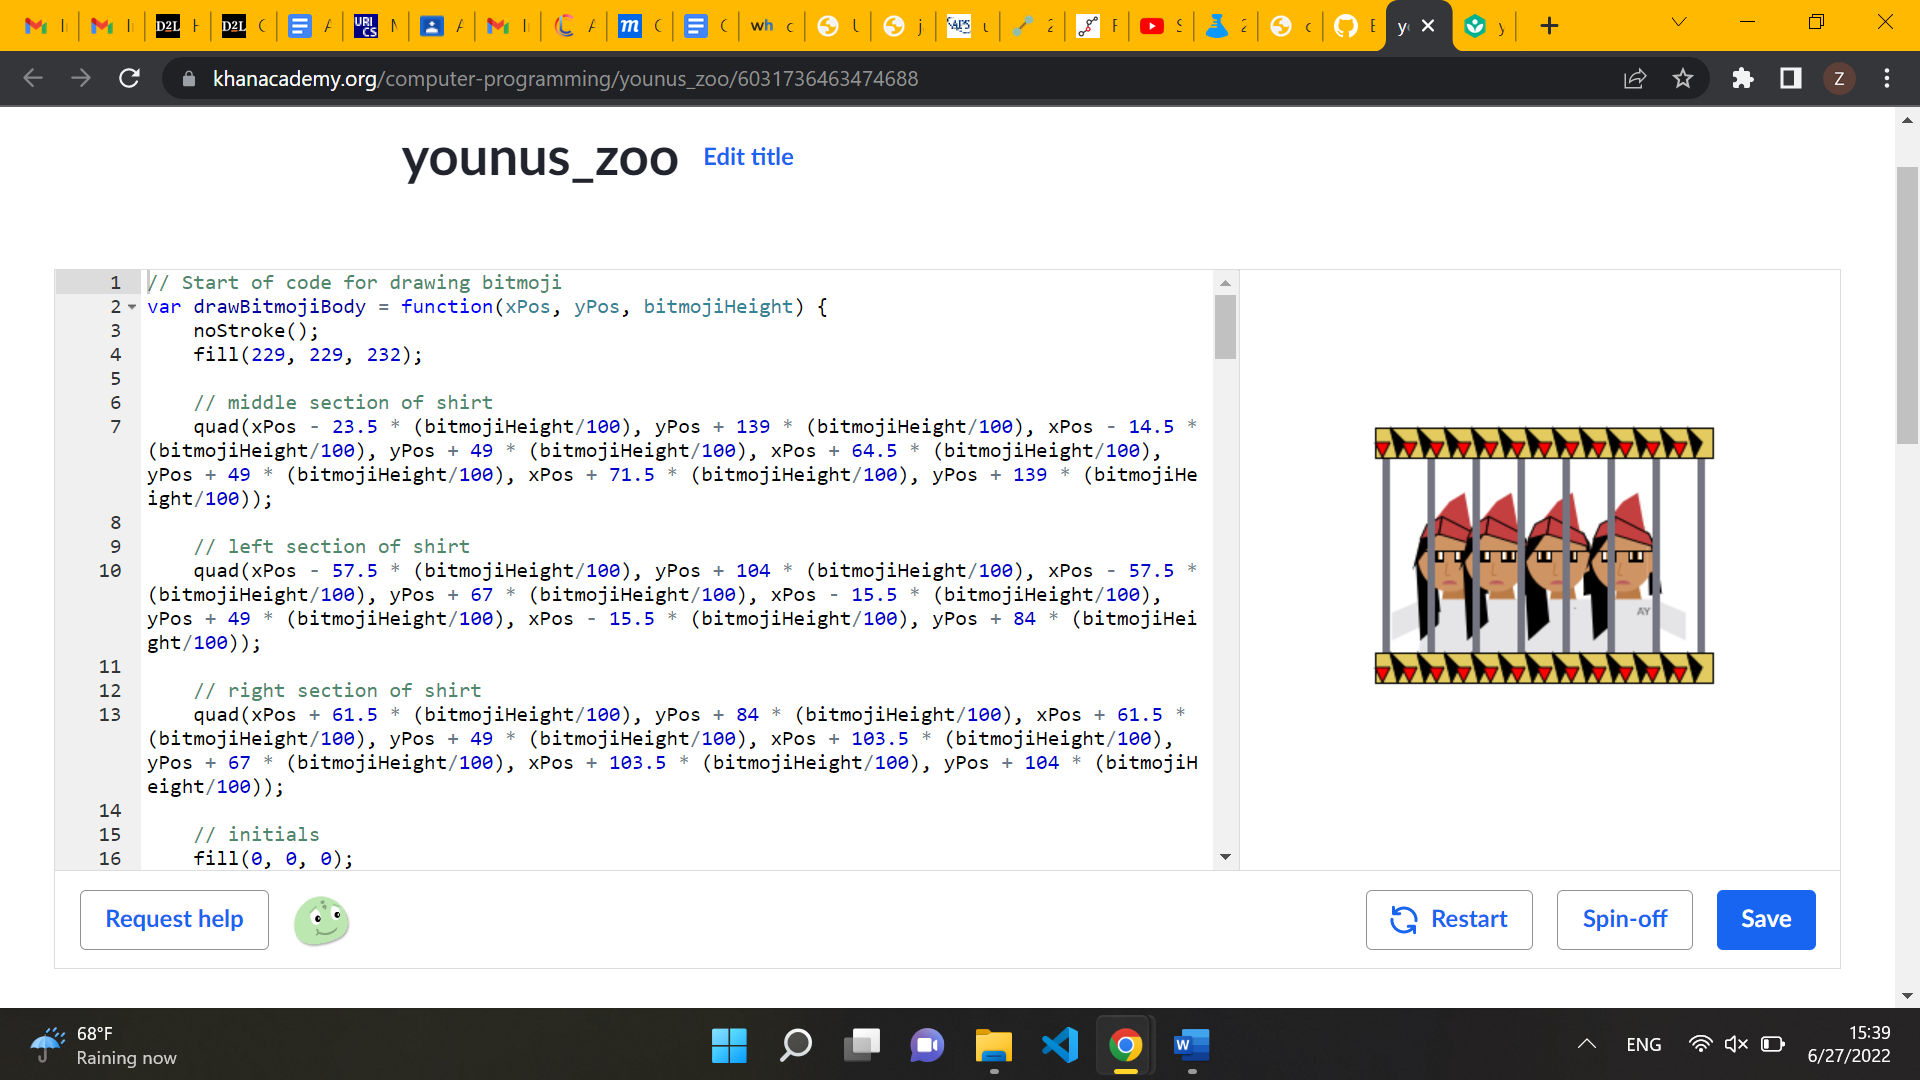 khanacademy.org/computer-programming/younus_zoo/6031736463474688
Z
younus_zoo Edit title
1 // Start of code for drawing bitmoji
2 var drawBitmojiBody = function(xPos, yPos, bitmojiHeight) {
3 noStroke();
4 fill(229, 229, 232);
5
6 // middle section of shirt
7 quad(xPos - 23.5 * (bitmojiHeight/100), yPos + 139 * (bitmojiHeight/100), xPos - 14.5 *
(bitmojiHeight/100), yPos + 49 * (bitmojiHeight/100), xPos + 64.5 * (bitmojiHeight/100),
yPos + 49 * (bitmojiHeight/100), xPos + 71.5 * (bitmojiHeight/100), yPos + 139 * (bitmojiHe
ight/100));
8
9 // left section of shirt
10 quad(xPos - 57.5 * (bitmojiHeight/100), yPos + 104 * (bitmojiHeight/100), xPos - 57.5 *
(bitmojiHeight/100), yPos + 67 * (bitmojiHeight/100), xPos - 15.5 * (bitmojiHeight/100),
yPos + 49 * (bitmojiHeight/100), xPos - 15.5 * (bitmojiHeight/100), yPos + 84 * (bitmojiHei
ght/100));
11
12 // right section of shirt
13 quad(xPos + 61.5 * (bitmojiHeight/100), yPos + 84 * (bitmojiHeight/100), xPos + 61.5 *
(bitmojiHeight/100), yPos + 49 * (bitmojiHeight/100), xPos + 103.5 * (bitmojiHeight/100),
yPos + 67 * (bitmojiHeight/100), xPos + 103.5 * (bitmojiHeight/100), yPos + 104 * (bitmojiH
eight/100));
14
15 // initials
16 fill(0, 0, 0);
AY
Request help
Restart
Spin-off
Save
68°F
Raining now
ENG
15:39
6/27/2022